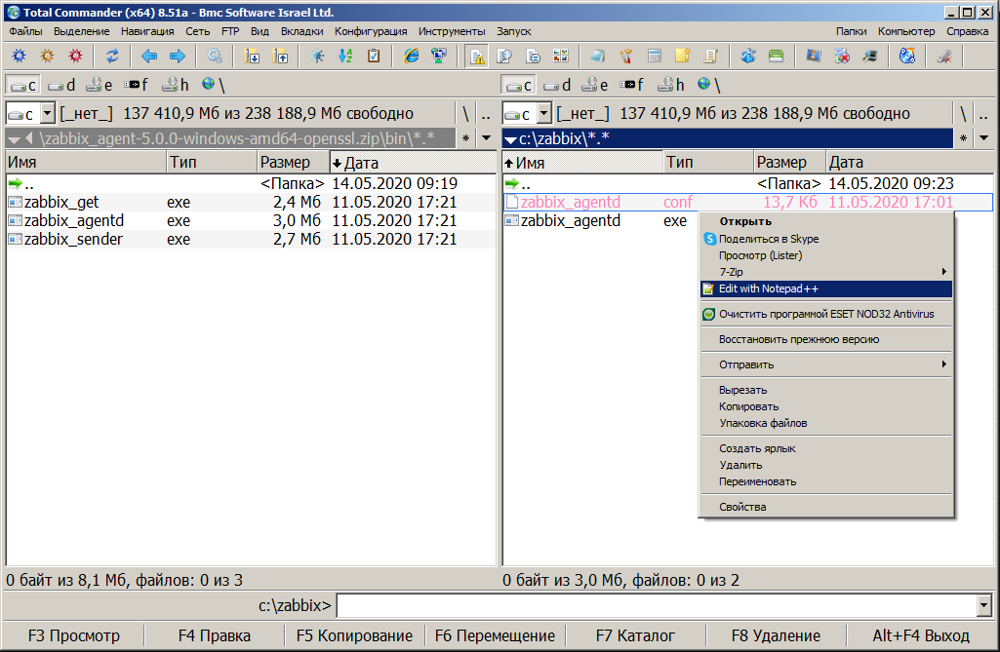 Total Commander (x64) 8.51a - Bmc Software Israel Ltd.
Файлы Выделение Навигация Сеть FTP Вид Вкладки Конфигурация Инструменты Запуск Папки Компьютер Справка
c d e f h \ c d e f h \
c [_нет_] 137 410,9 Мб из 238 188,9 Мб свободно \ .. c [_нет_] 137 410,9 Мб из 238 188,9 Мб свободно \ ..
\zabbix_agent-5.0.0-windows-amd64-openssl.zip\bin\*.* * c:\zabbix\*.* *
Имя Тип Размер Дата Имя Тип Размер Дата
.. <Папка> 14.05.2020 09:19 .. <Папка> 14.05.2020 09:23
zabbix_get exe 2,4 Мб 11.05.2020 17:21 zabbix_agentd conf 13,7 Кб 11.05.2020 17:01
zabbix_agentd exe 3,0 Мб 11.05.2020 17:21 zabbix_agentd exe
zabbix_sender exe 2,7 Мб 11.05.2020 17:21
Открыть
Поделиться в Skype
Просмотр (Lister)
7-Zip
Edit with Notepad++
Очистить программой ESET NOD32 Antivirus
Восстановить прежнюю версию
Отправить
Вырезать
Копировать
Упаковка файлов
Создать ярлык
Удалить
Переименовать
Свойства
0 байт из 8,1 Мб, файлов: 0 из 3 0 байт из 3,0 Мб, файлов: 0 из 2
c:\zabbix>
F3 Просмотр F4 Правка F5 Копирование F6 Перемещение F7 Каталог F8 Удаление Alt+F4 Выход